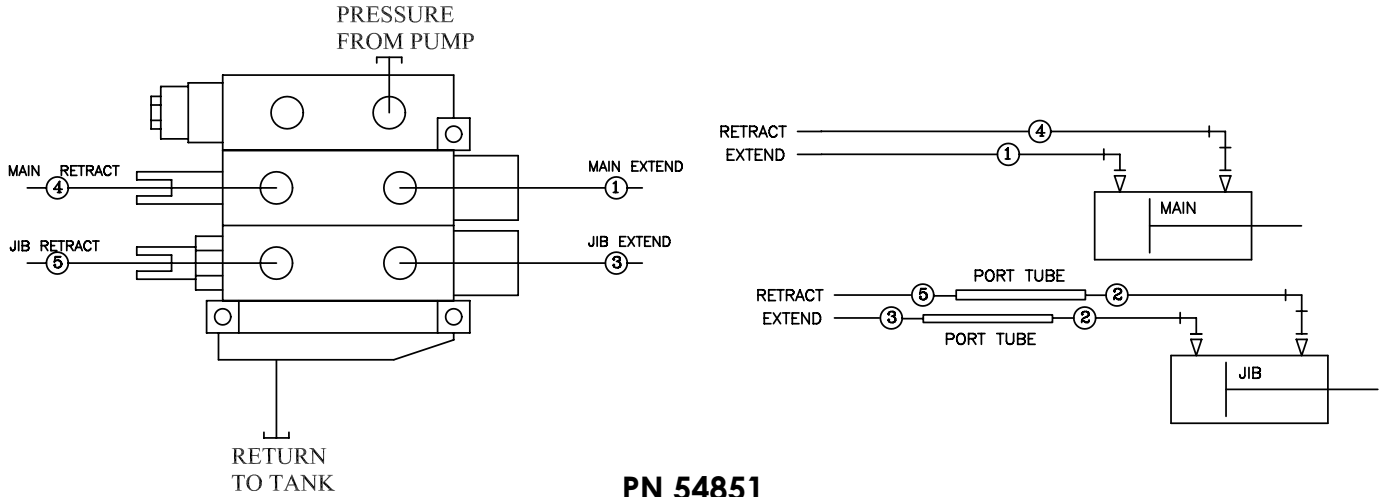 PRESSURE
FROM PUMP
MAIN RETRACT
4
MAIN EXTEND
1
JIB RETRACT
5
JIB EXTEND
3
RETURN
TO TANK
RETRACT
4
EXTEND
1
MAIN
PORT TUBE
RETRACT
5
2
EXTEND
3
2
PORT TUBE
JIB
PN 54851